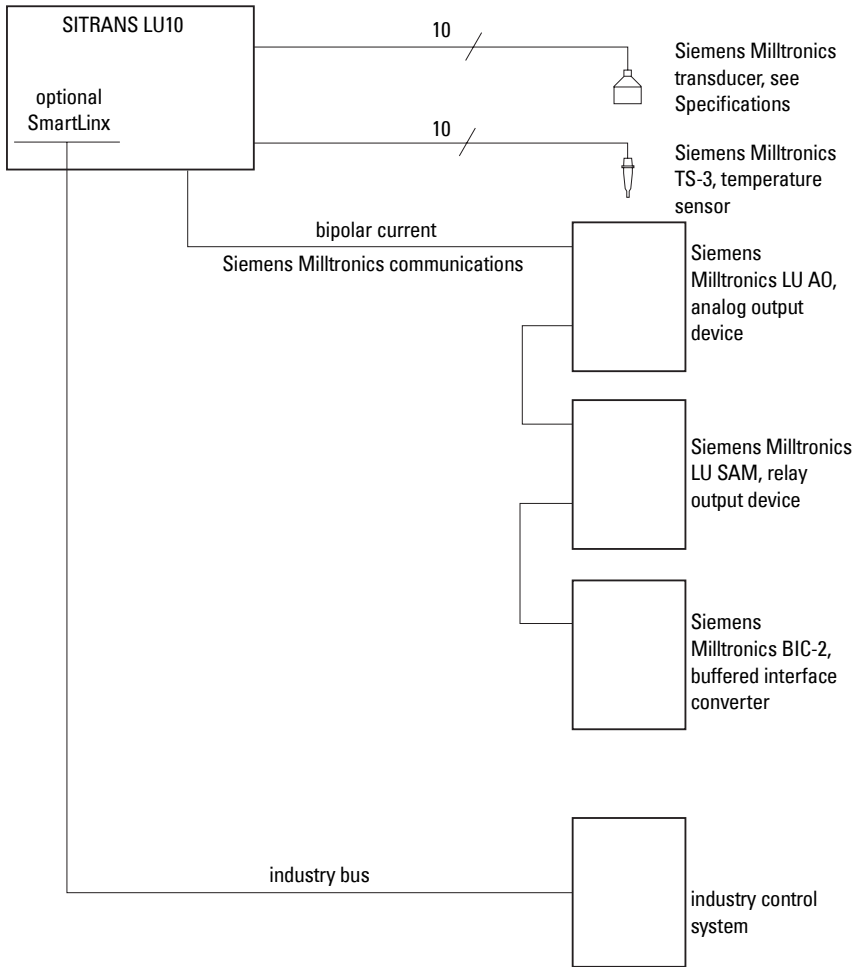 SITRANS LU10
optional
SmartLinx
10
Siemens Milltronics
transducer, see
Specifications
10
Siemens Milltronics
TS-3, temperature
sensor
bipolar current
Siemens Milltronics communications
Siemens
Milltronics LU AO,
analog output
device
Siemens Milltronics
LU SAM, relay
output device
Siemens
Milltronics BIC-2,
buffered interface
converter
industry bus
industry control
system